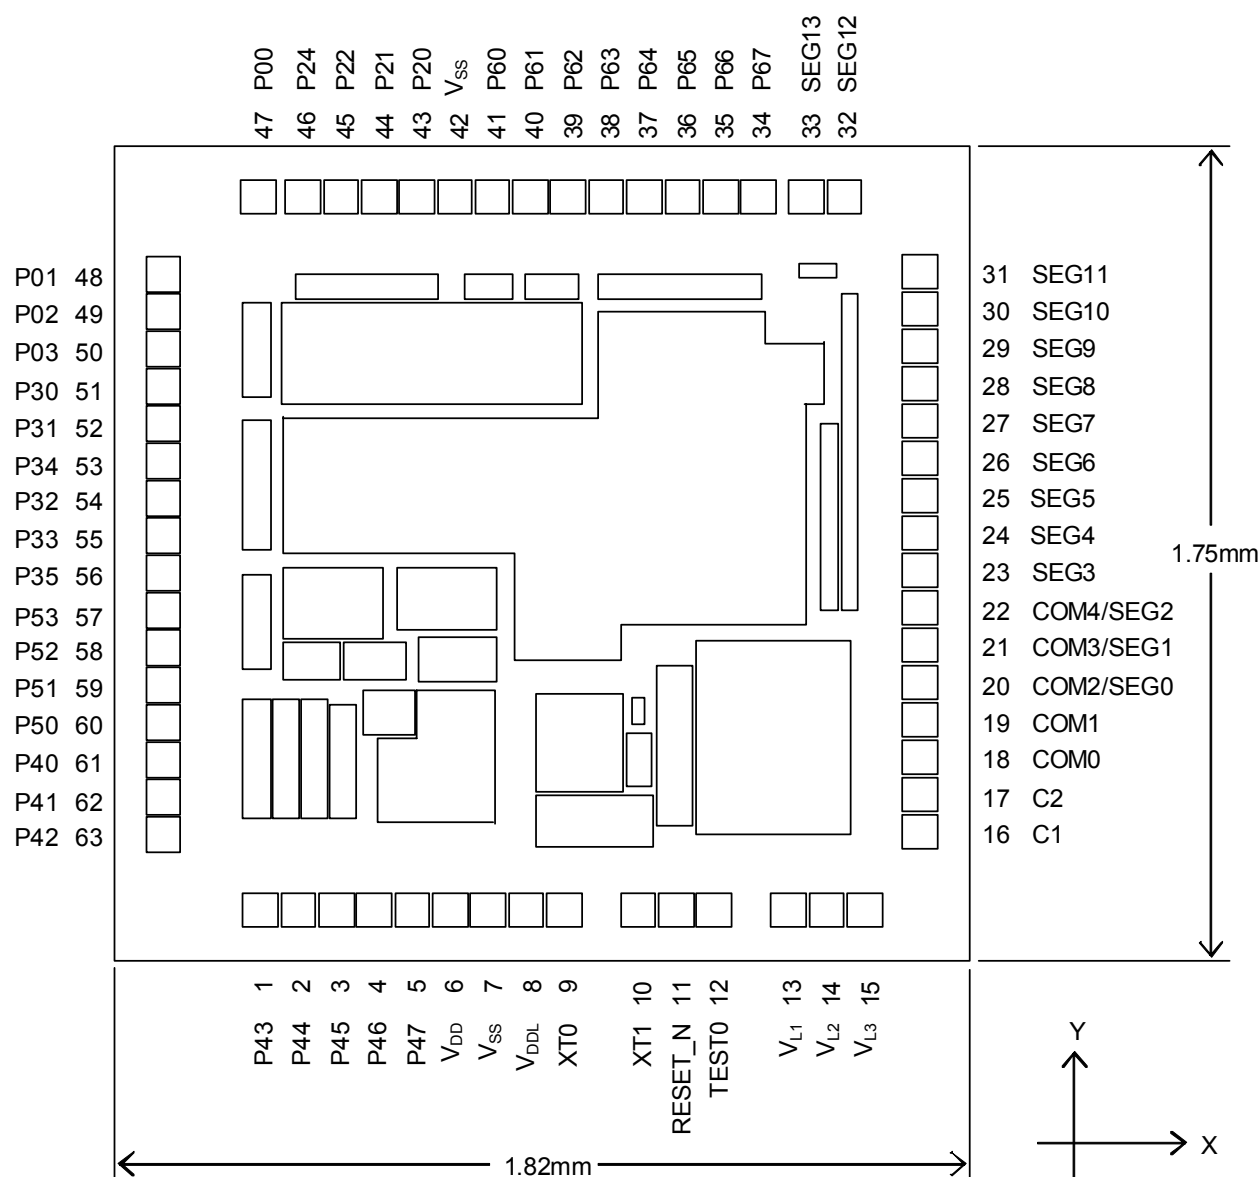 47 P00
46 P24
45 P22
44 P21
43 P20
42 VSS
41 P60
40 P61
39 P62
38 P63
37 P64
36 P65
35 P66
34 P67
33 SEG13
32 SEG12
P01 48
P02 49
P03 50
P30 51
P31 52
P34 53
P32 54
P33 55
P35 56
P53 57
P52 58
P51 59
P50 60
P40 61
P41 62
P42 63
31 SEG11
30 SEG10
29 SEG9
28 SEG8
27 SEG7
26 SEG6
25 SEG5
24 SEG4
23 SEG3
22 COM4/SEG2
21 COM3/SEG1
20 COM2/SEG0
19 COM1
18 COM0
17 C2
16 C1
1.75mm
P43 1
P44 2
P45 3
P46 4
P47 5
VDD 6
VSS 7
VDDL 8
XT0 9
XT1 10
RESET_N 11
TEST0 12
VL1 13
VL2 14
VL3 15
Y
X
1.82mm